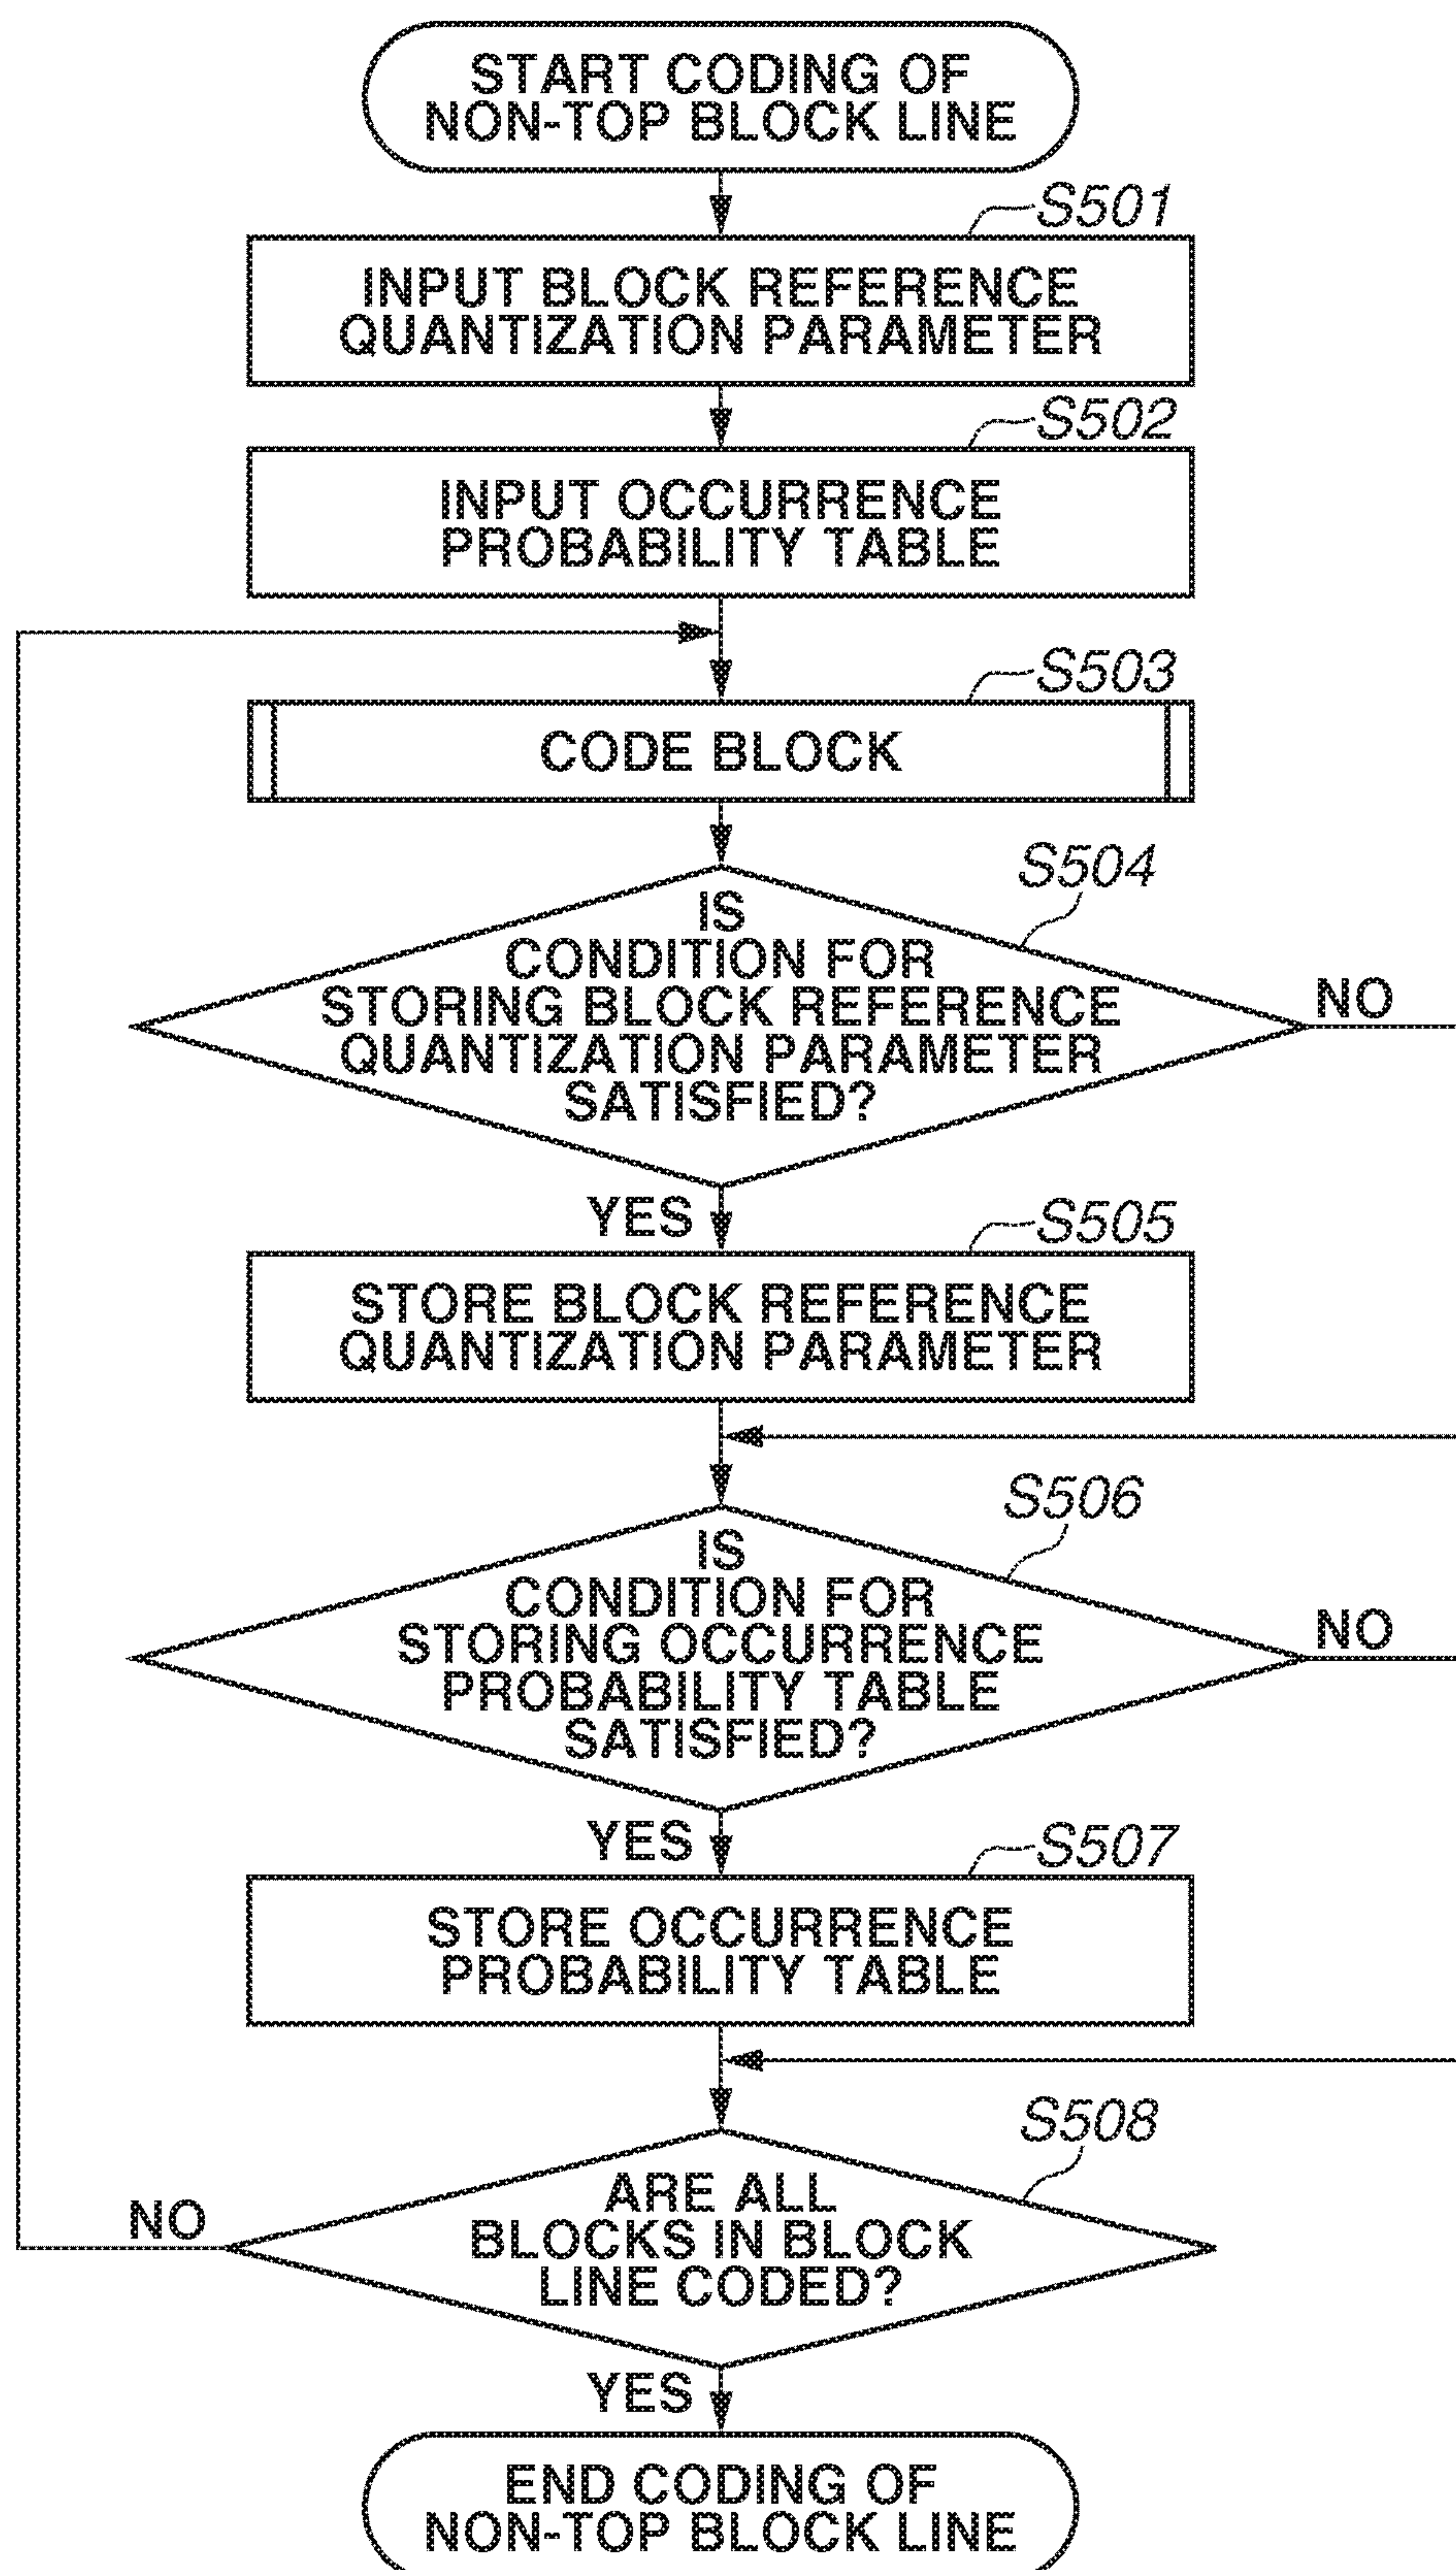 START CODING OF
NON-TOP BLOCK LINE
S501
INPUT BLOCK REFERENCE
QUANTIZATION PARAMETER
S502
INPUT OCCURRENCE
PROBABILITY TABLE
S503
CODE BLOCK
S504
IS
CONDITION FOR
STORING BLOCK REFERENCE
QUANTIZATION PARAMETER
SATISFIED?
NO
YES
S505
STORE BLOCK REFERENCE
QUANTIZATION PARAMETER
S506
IS
CONDITION FOR
STORING OCCURRENCE
PROBABILITY TABLE
SATISFIED?
NO
YES
S507
STORE OCCURRENCE
PROBABILITY TABLE
S508
ARE ALL
BLOCKS IN BLOCK
LINE CODED?
NO
YES
END CODING OF
NON-TOP BLOCK LINE